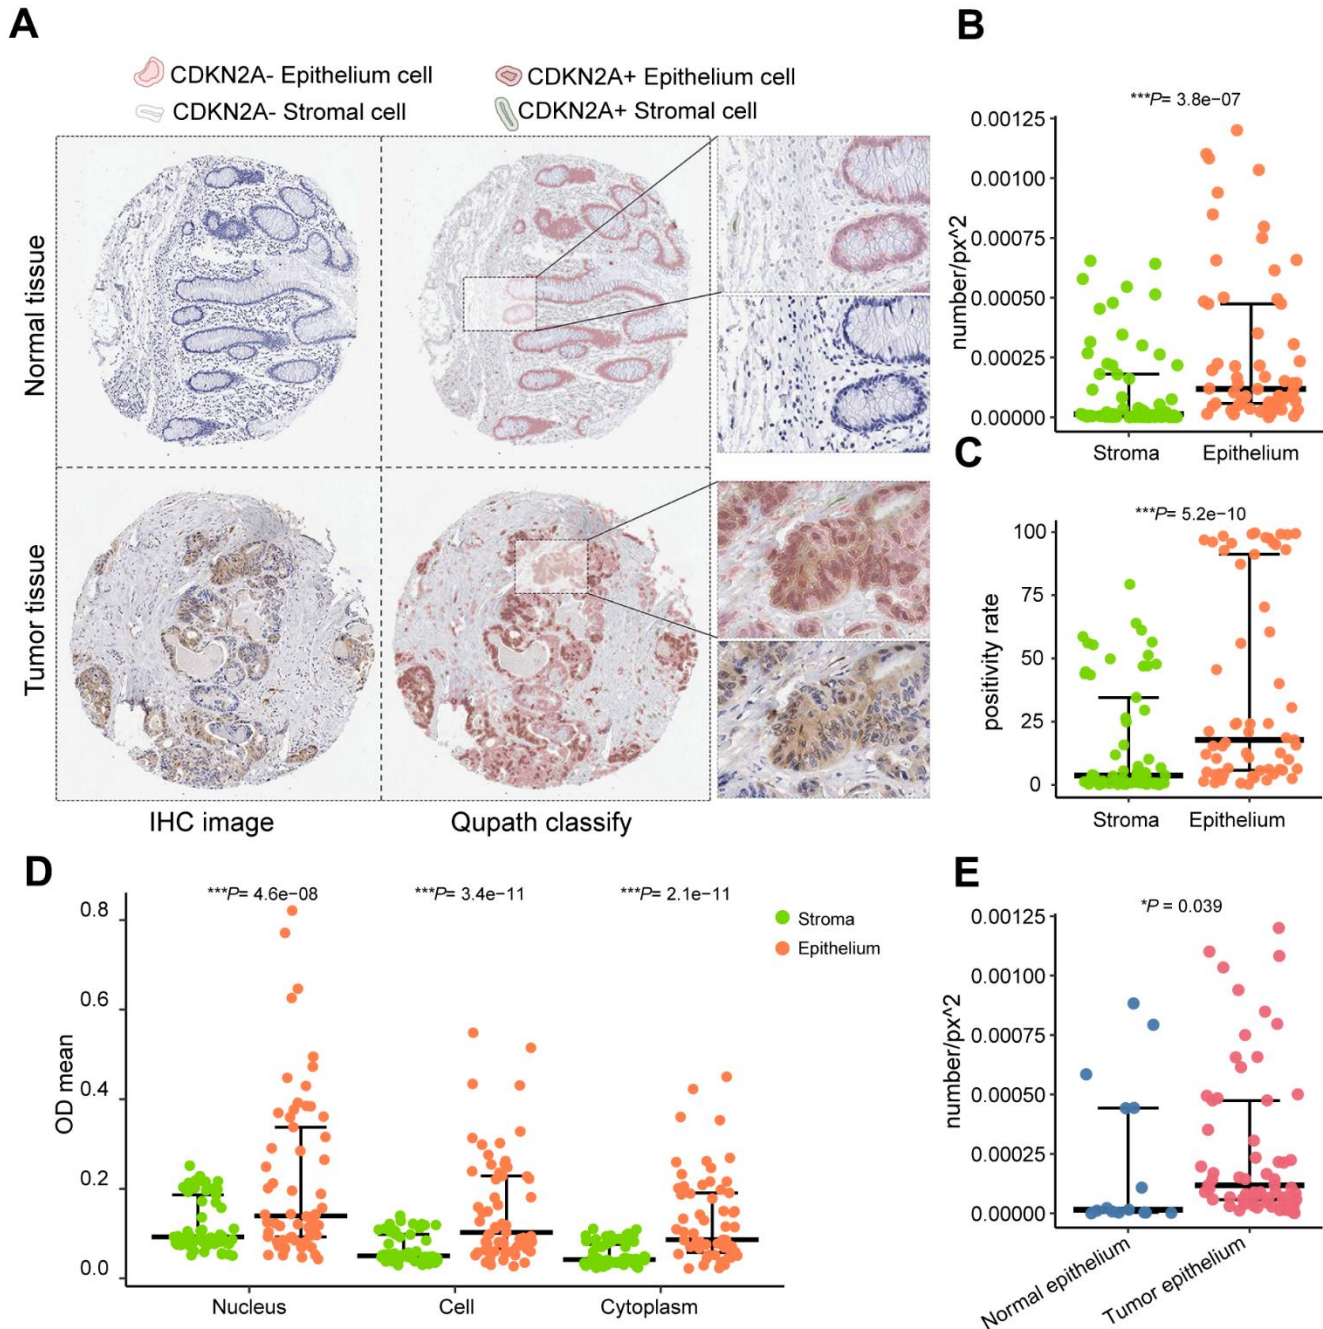 A
CDKN2A- Epithelium cell
CDKN2A+ Epithelium cell
CDKN2A- Stromal cell
CDKN2A+ Stromal cell
Normal tissue
Tumor tissue
IHC image
Qupath classify
B
***P= 3.8e−07
number/px^2
0.00125
0.00100
0.00075
0.00050
0.00025
0.00000
Stroma
Epithelium
C
***P= 5.2e−10
positivity rate
100
75
50
25
0
Stroma
Epithelium
D
***P= 4.6e−08
***P= 3.4e−11
***P= 2.1e−11
Stroma
Epithelium
OD mean
0.8
0.6
0.4
0.2
0.0
Nucleus
Cell
Cytoplasm
E
*P = 0.039
number/px^2
0.00125
0.00100
0.00075
0.00050
0.00025
0.00000
Normal epithelium
Tumor epithelium